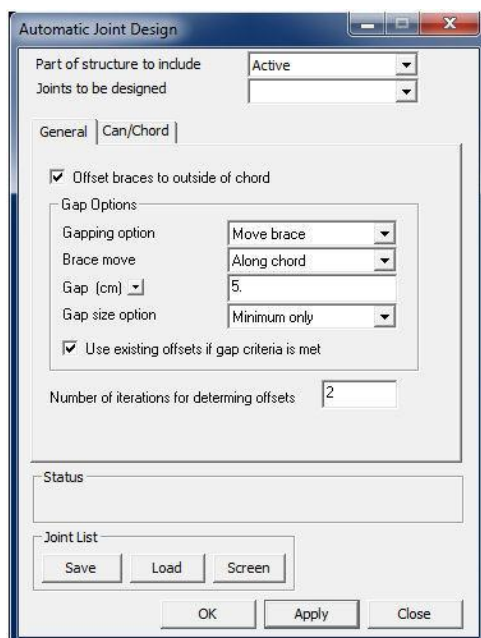 Automatic Joint Design
Part of structure to include Active
Joints to be designed
General Can/Chord
Offset braces to outside of chord
Gap Options
Gapping option Move brace
Brace move Along chord
Gap (cm) 5.
Gap size option Minimum only
Use existing offsets if gap criteria is met
Number of iterations for determing offsets 2
Status
Joint List
Save Load Screen
OK Apply Close